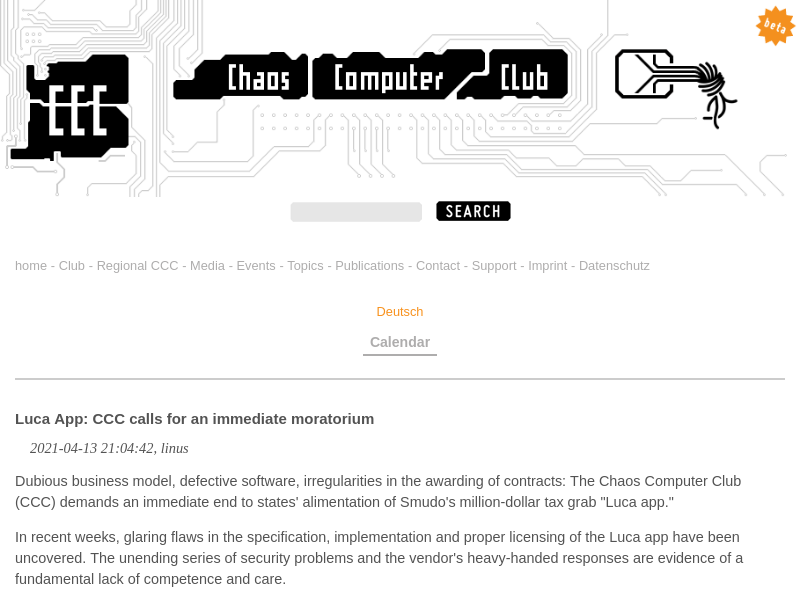 beta
CCC
Chaos Computer Club
SEARCH
home - Club - Regional CCC - Media - Events - Topics - Publications - Contact - Support - Imprint - Datenschutz
Deutsch
Calendar
Luca App: CCC calls for an immediate moratorium
2021-04-13 21:04:42, linus
Dubious business model, defective software, irregularities in the awarding of contracts: The Chaos Computer Club
(CCC) demands an immediate end to states' alimentation of Smudo's million-dollar tax grab "Luca app."
In recent weeks, glaring flaws in the specification, implementation and proper licensing of the Luca app have been
uncovered. The unending series of security problems and the vendor's heavy-handed responses are evidence of a
fundamental lack of competence and care.